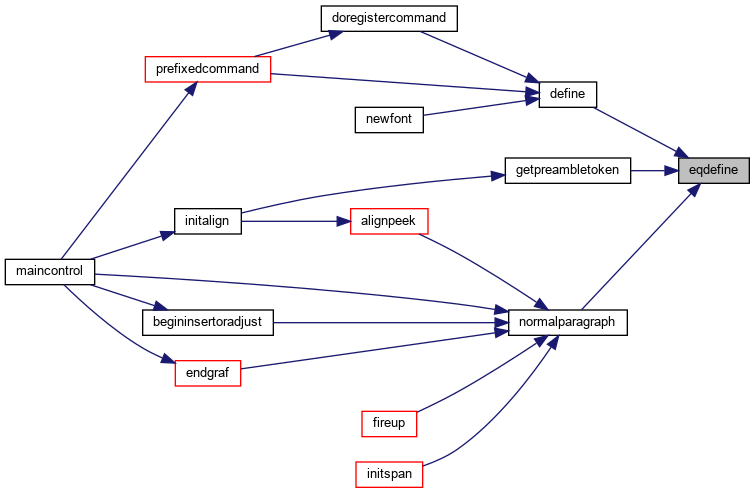 doregistercommand
prefixedcommand
define
newfont
getpreambletoken
eqdefine
initalign
alignpeek
maincontrol
begininsertoradjust
normalparagraph
endgraf
fireup
initspan